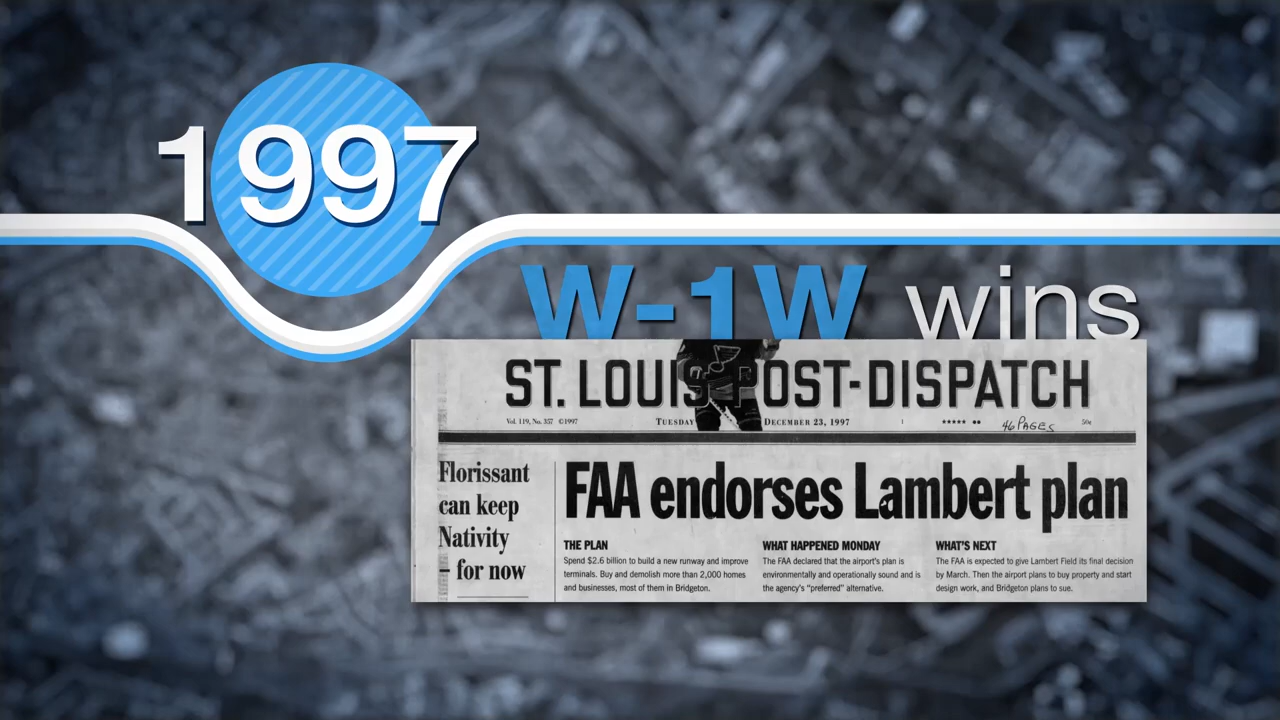 1997
W-1W wins
ST. LOUIS POST-DISPATCH
Vol. 119, No. 357 ©1997 TUESDAY DECEMBER 23, 1997 1 ★★★★★ ■■ 46 PAGES 50¢
Florissant
can keep
Nativity
– for now
FAA endorses Lambert plan
THE PLAN
Spend $2.6 billion to build a new runway and improve
terminals. Buy and demolish more than 2,000 homes
and businesses, most of them in Bridgeton.
WHAT HAPPENED MONDAY
The FAA declared that the airport's plan is
environmentally and operationally sound and is
the agency's “preferred” alternative.
WHAT'S NEXT
The FAA is expected to give Lambert Field its final decision
by March. Then the airport plans to buy property and start
design work, and Bridgeton plans to sue.